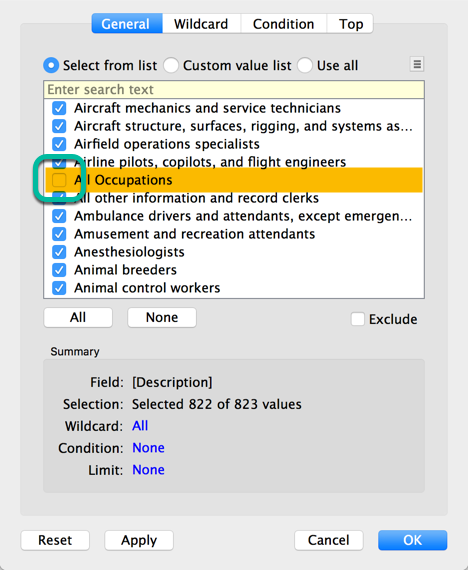 General Wildcard Condition Top
Select from list Custom value list Use all
Enter search text
Aircraft mechanics and service technicians
Aircraft structure, surfaces, rigging, and systems as...
Airfield operations specialists
Airline pilots, copilots, and flight engineers
All Occupations
All other information and record clerks
Ambulance drivers and attendants, except emergen...
Amusement and recreation attendants
Anesthesiologists
Animal breeders
Animal control workers
All None Exclude
Summary
Field: [Description]
Selection: Selected 822 of 823 values
Wildcard: All
Condition: None
Limit: None
Reset Apply Cancel OK